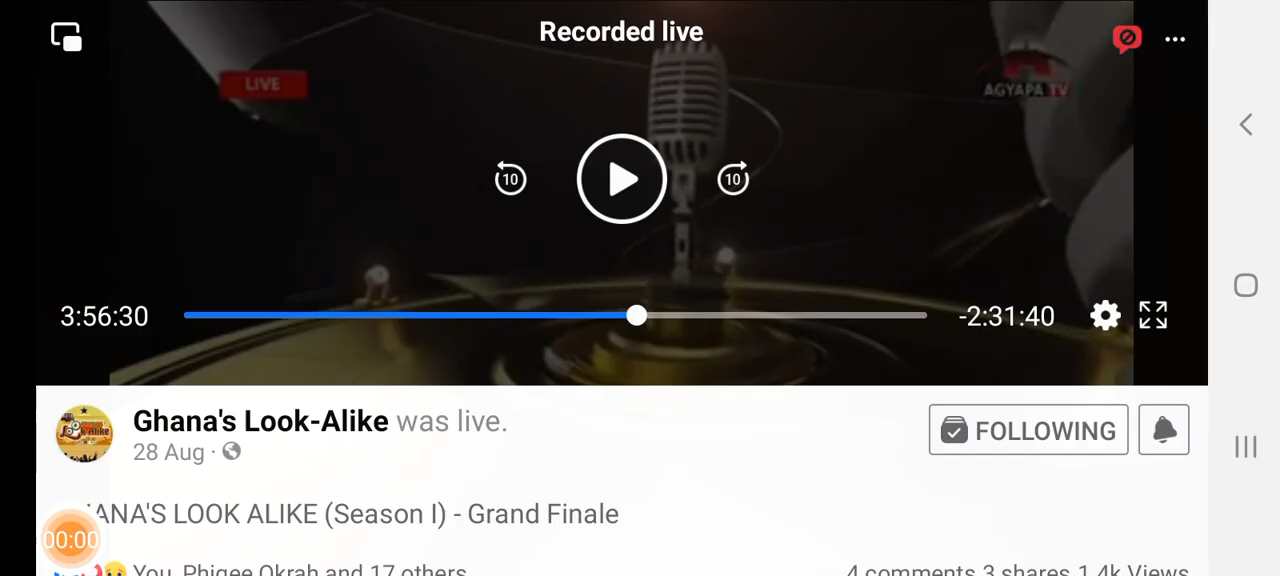 Recorded live
LIVE
AGYAPA TV
10
10
3:56:30
-2:31:40
Ghana's Look-Alike was live.
FOLLOWING
28 Aug ·
ANA'S LOOK ALIKE (Season I) - Grand Finale
00:00
You, Phigee Okrah and 17 others
4 comments 3 shares 1.4k Views